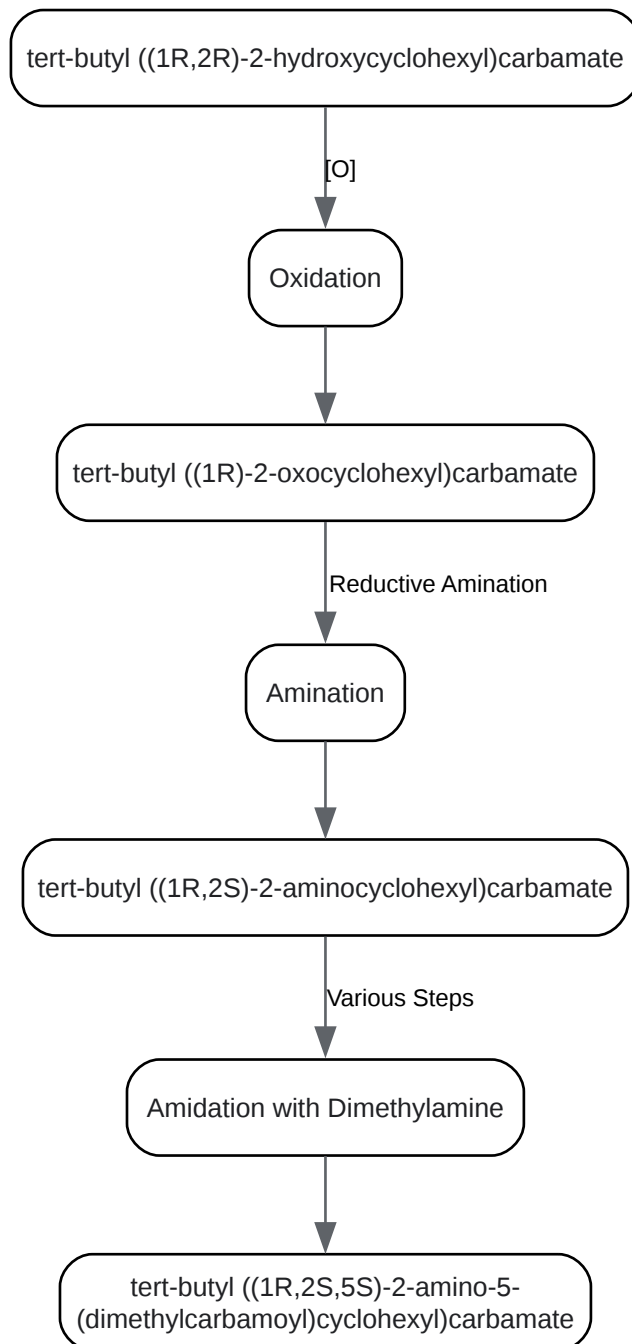 tert-butyl ((1R,2R)-2-hydroxycyclohexyl)carbamate
[O]
Oxidation
tert-butyl ((1R)-2-oxocyclohexyl)carbamate
Reductive Amination
Amination
tert-butyl ((1R,2S)-2-aminocyclohexyl)carbamate
Various Steps
Amidation with Dimethylamine
tert-butyl ((1R,2S,5S)-2-amino-5-
(dimethylcarbamoyl)cyclohexyl)carbamate